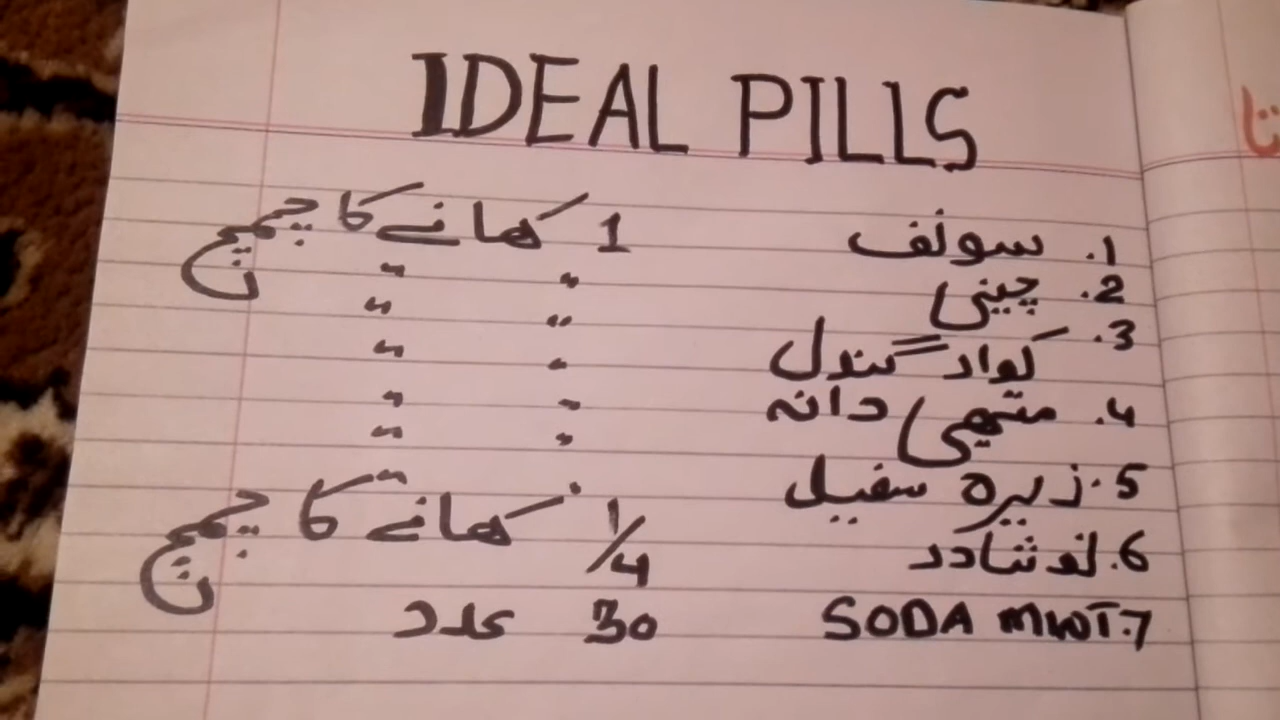 IDEAL PILLS
1. سونف 1 کھانے کا چمچ
2. چینی " "
3. کوار گندل " "
4. میتھی دانہ " "
5. زیرہ سفید " "
6. نوشادر 1/4 کھانے کا چمچ
7. SODA MINT 30 عدد
تا